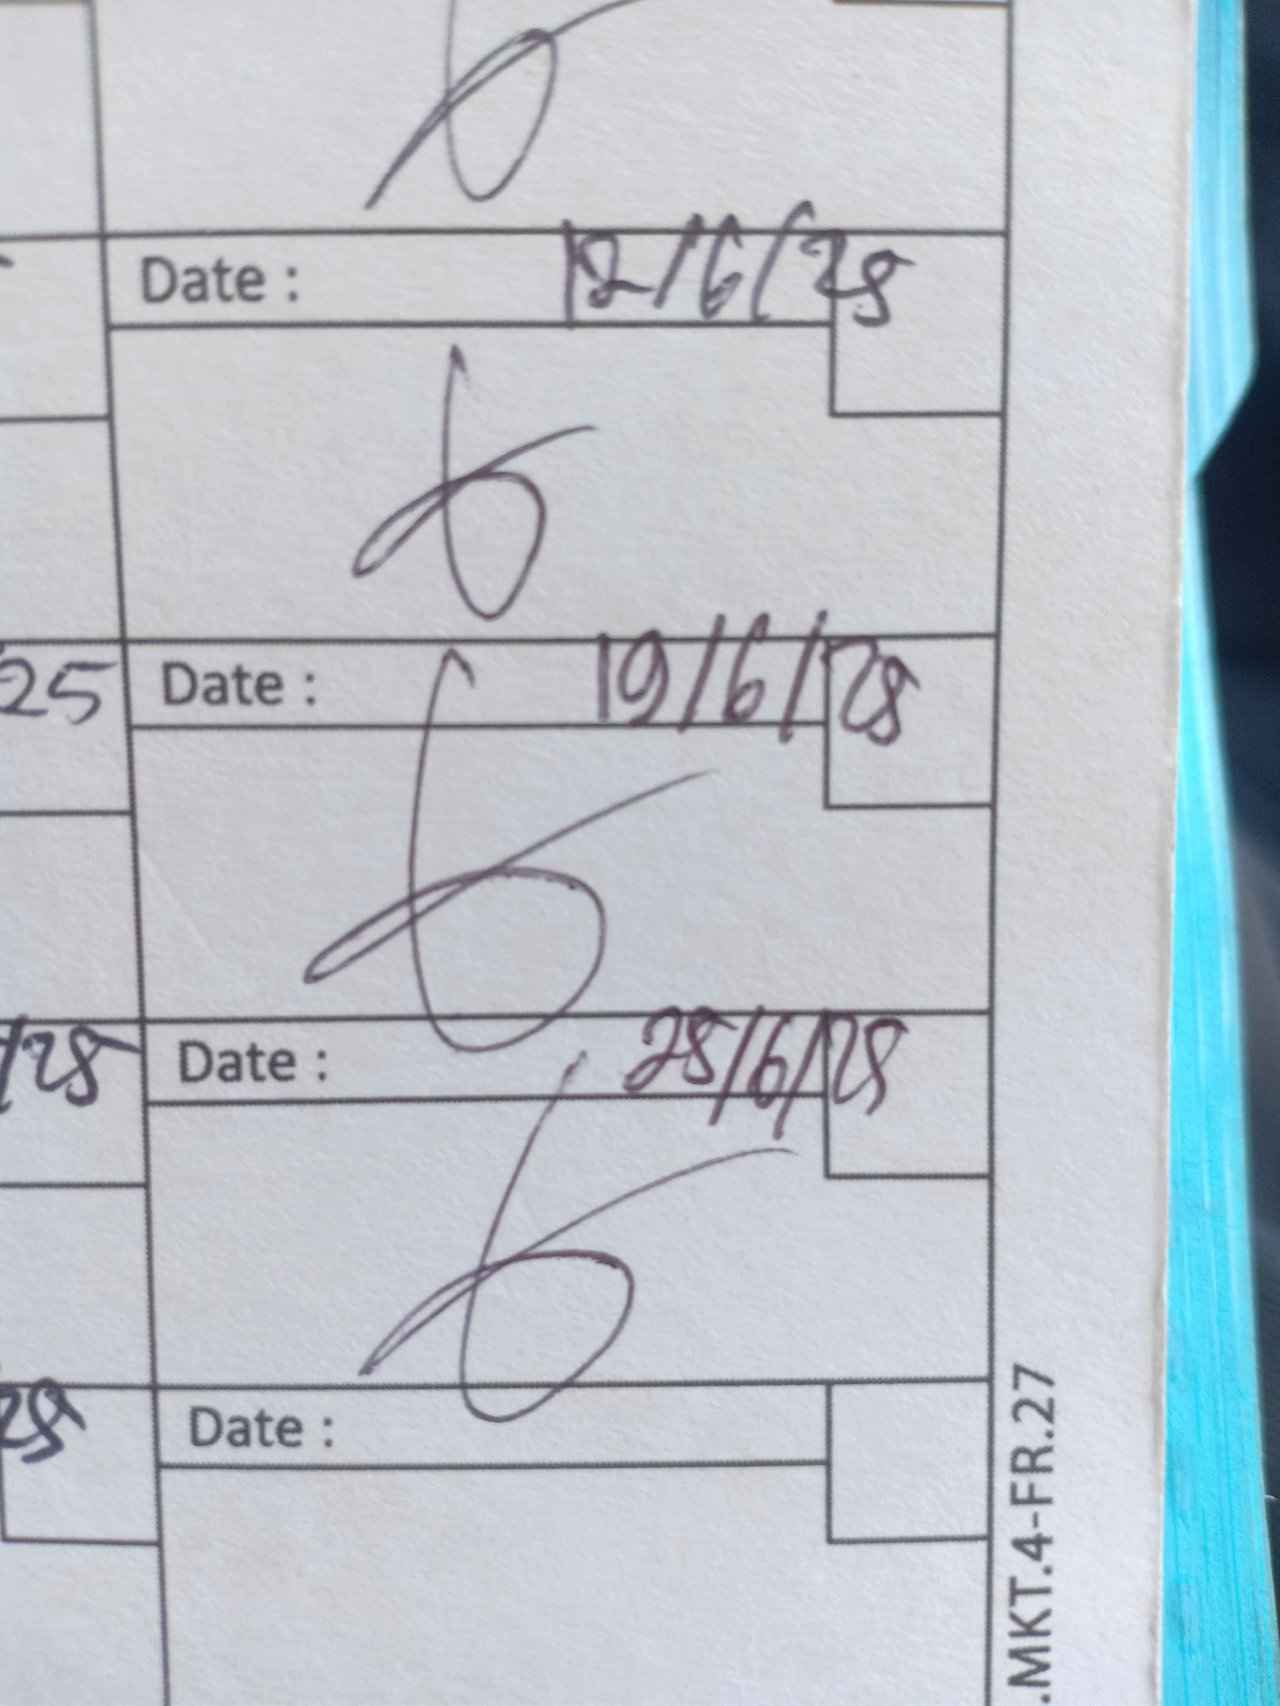 Date : 12/6/25
25 Date : 19/6/25
/25 Date : 25/6/25
25 Date :
.MKT.4-FR.27